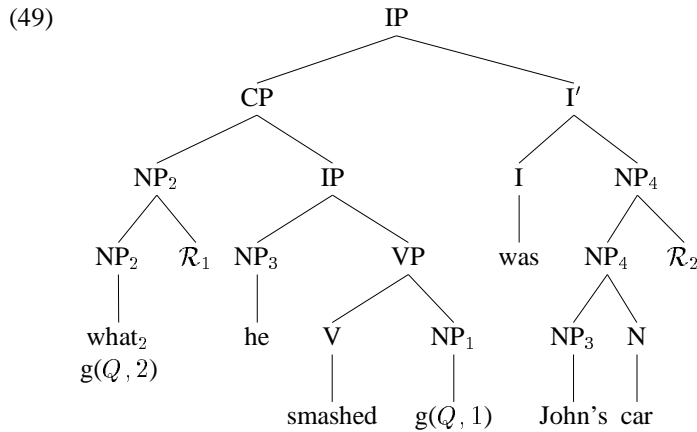 (49) IP
CP I′
NP₂ IP I NP₄
NP₂ ℛ₁ NP₃ VP was NP₄ ℛ₂
what₂ he V NP₁ NP₃ N
g(Q, 2)
smashed g(Q, 1) John's car